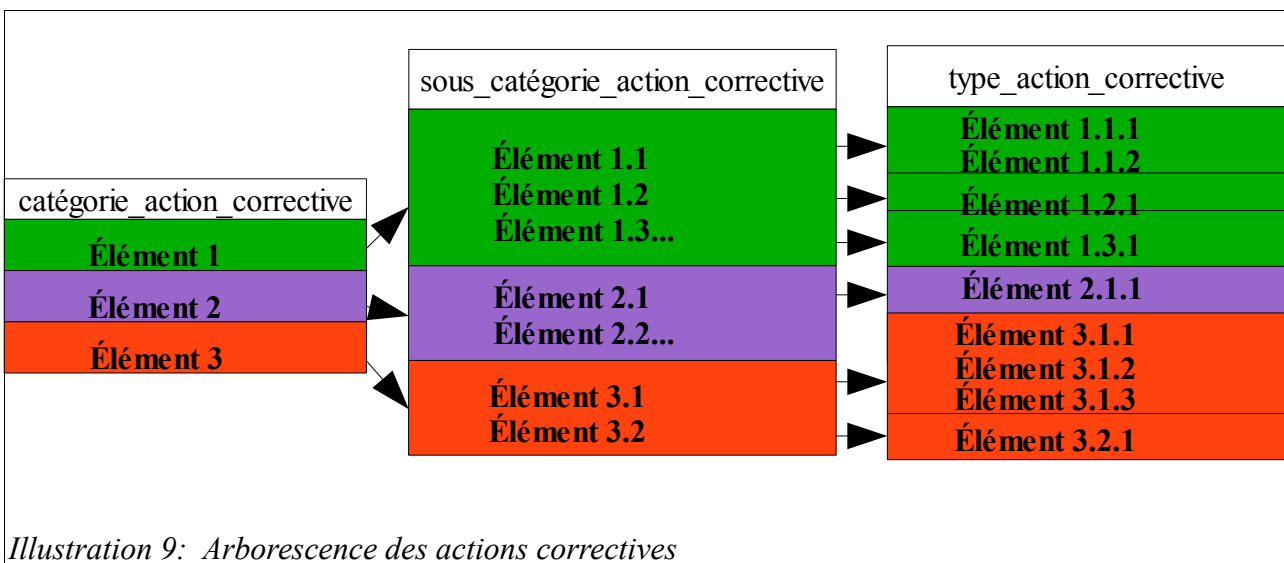 catégorie_action_corrective
Élément 1
Élément 2
Élément 3
sous_catégorie_action_corrective
Élément 1.1
Élément 1.2
Élément 1.3...
Élément 2.1
Élément 2.2...
Élément 3.1
Élément 3.2
type_action_corrective
Élément 1.1.1
Élément 1.1.2
Élément 1.2.1
Élément 1.3.1
Élément 2.1.1
Élément 3.1.1
Élément 3.1.2
Élément 3.1.3
Élément 3.2.1
Illustration 9: Arborescence des actions correctives